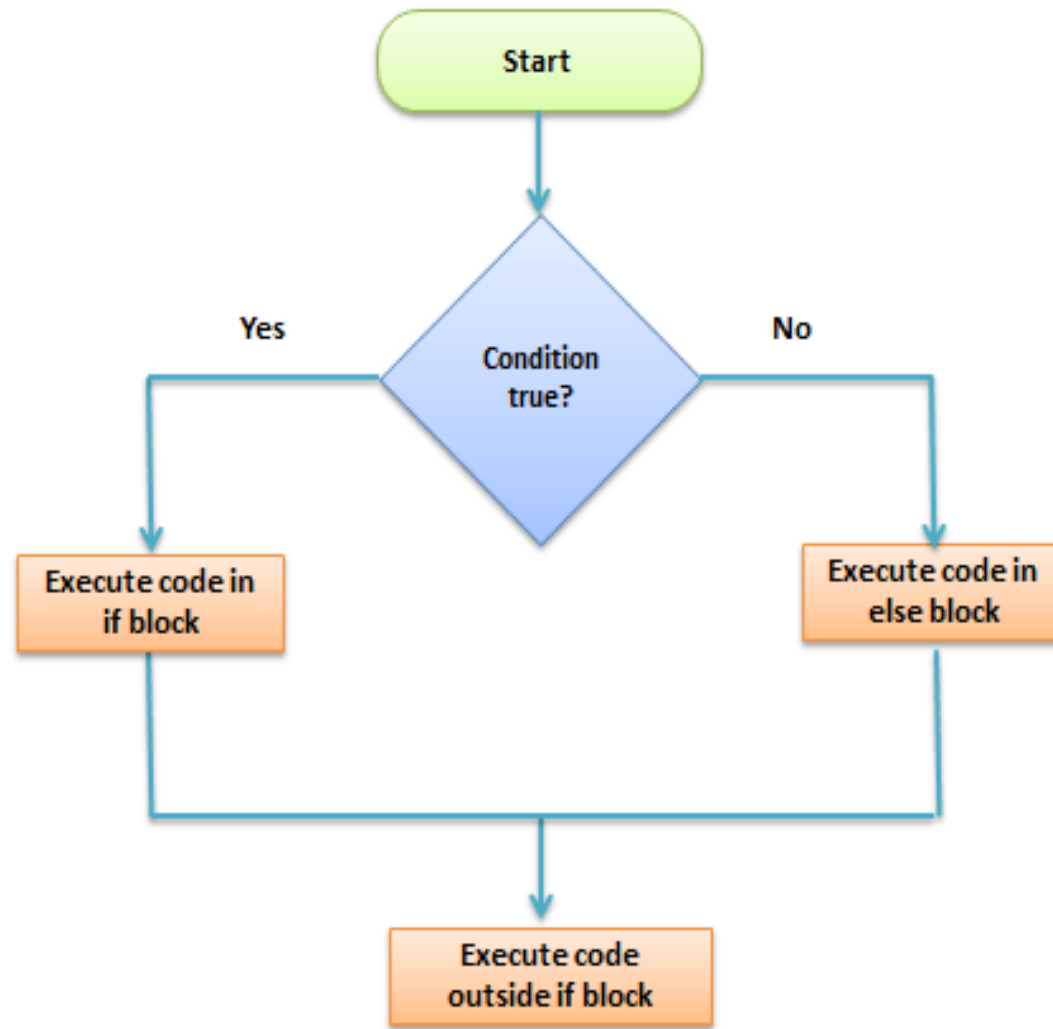 Start
Yes
No
Condition
true?
Execute code in
if block
Execute code in
else block
Execute code
outside if block